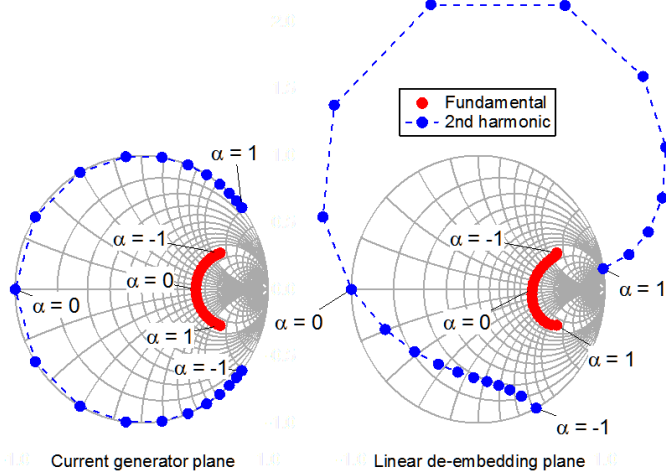 Fundamental
2nd harmonic
α = 1
α = -1
α = 0
α = 0
α = 1
α = -1
α = -1
α = 0
α = 0
α = 1
α = 1
α = -1
Current generator plane
Linear de-embedding plane